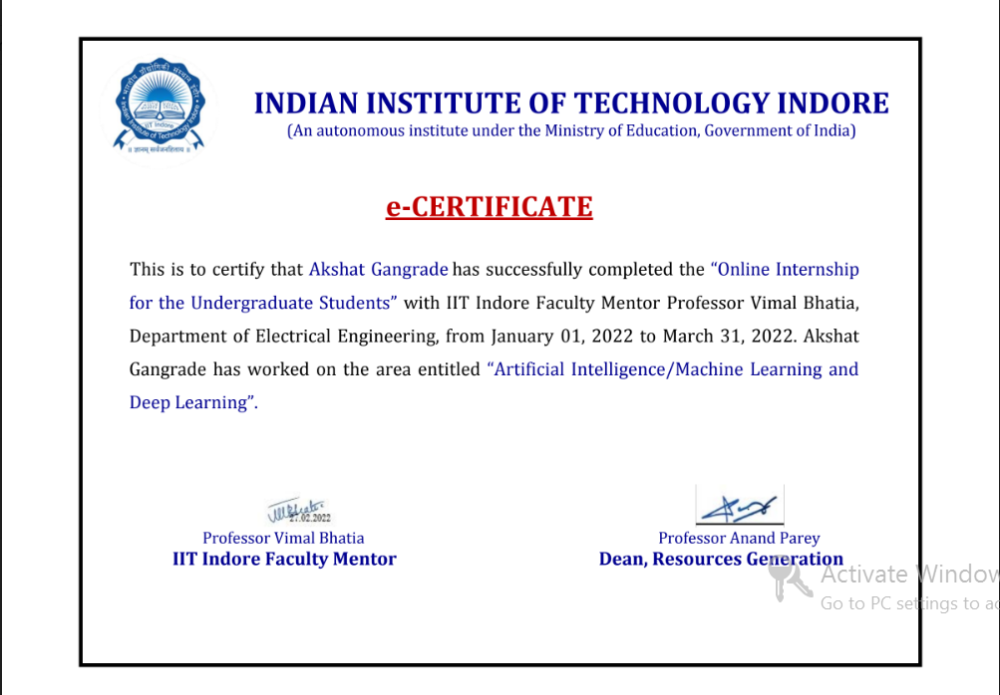 भारतीय प्रौद्योगिकी संस्थान इंदौर
IIT Indore
Indian Institute of Technology Indore
॥ ज्ञानम् सर्वजनहिताय ॥
INDIAN INSTITUTE OF TECHNOLOGY INDORE
(An autonomous institute under the Ministry of Education, Government of India)
e-CERTIFICATE
This is to certify that Akshat Gangrade has successfully completed the “Online Internship
for the Undergraduate Students” with IIT Indore Faculty Mentor Professor Vimal Bhatia,
Department of Electrical Engineering, from January 01, 2022 to March 31, 2022. Akshat
Gangrade has worked on the area entitled “Artificial Intelligence/Machine Learning and
Deep Learning”.
27.02.2022
Professor Vimal Bhatia
IIT Indore Faculty Mentor
Professor Anand Parey
Dean, Resources Generation
Activate Window
Go to PC settings to ac